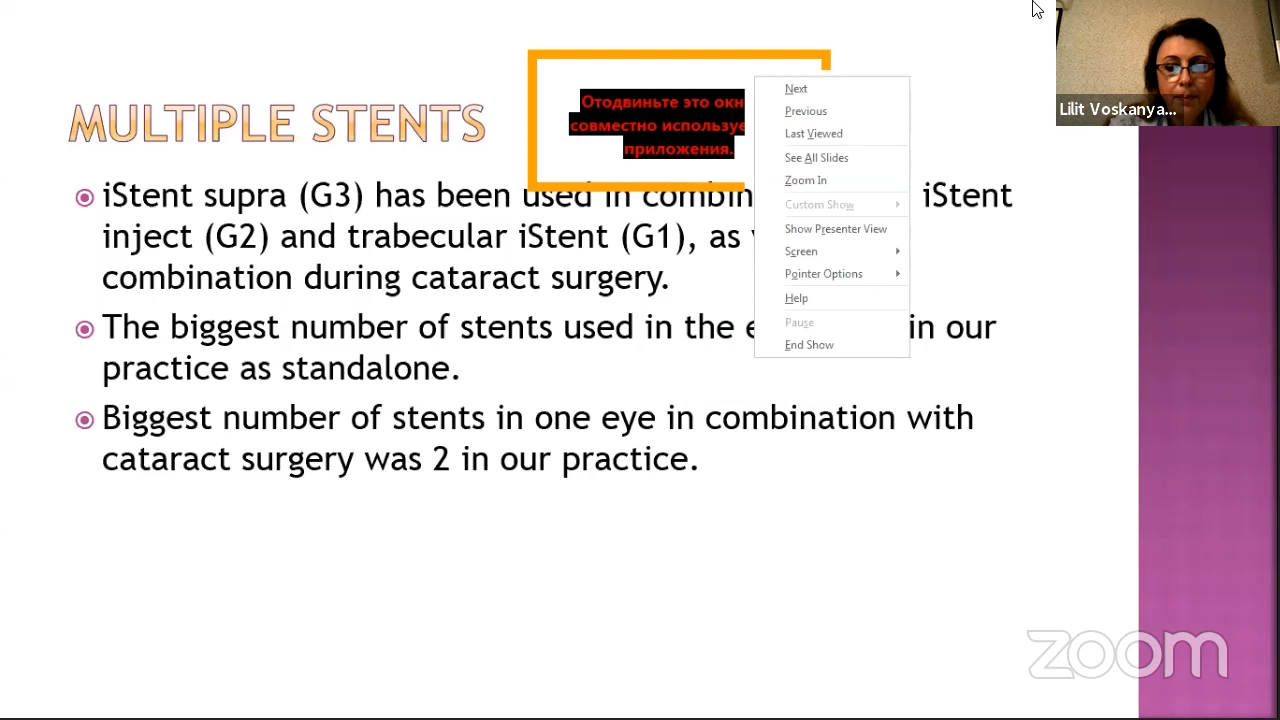 MULTIPLE STENTS
Отодвиньте это
совместно
приложения.
iStent supra (G3) has been used in iStent
inject (G2) and trabecular iStent (G1), as
combination during cataract surgery.
The biggest number of stents used in the in our
practice as standalone.
Biggest number of stents in one eye in combination with
cataract surgery was 2 in our practice.
Next
Previous
Last Viewed
See All Slides
Zoom In
Custom Show
Show Presenter View
Screen
Pointer Options
Help
Pause
End Show
Lilit Voskanya...
zoom